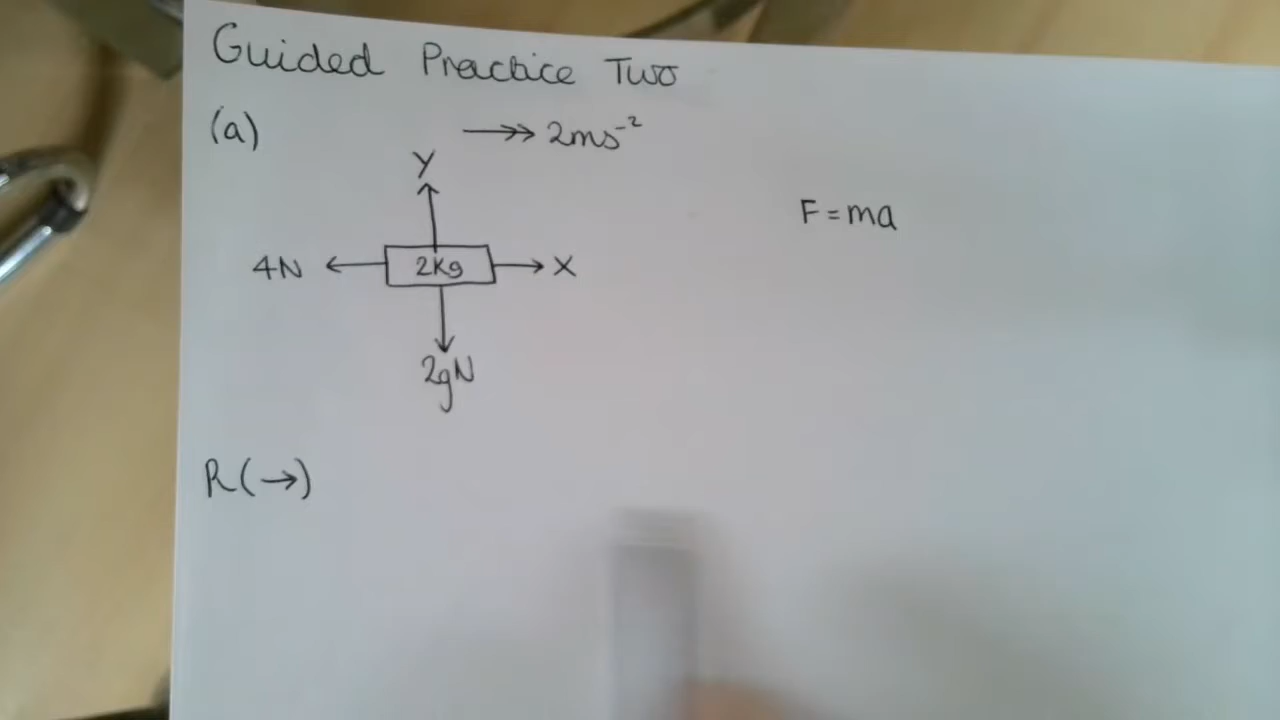 Guided Practice Two
(a)
2ms⁻²
Y
F = ma
4N
2Kg
X
2gN
R(→)